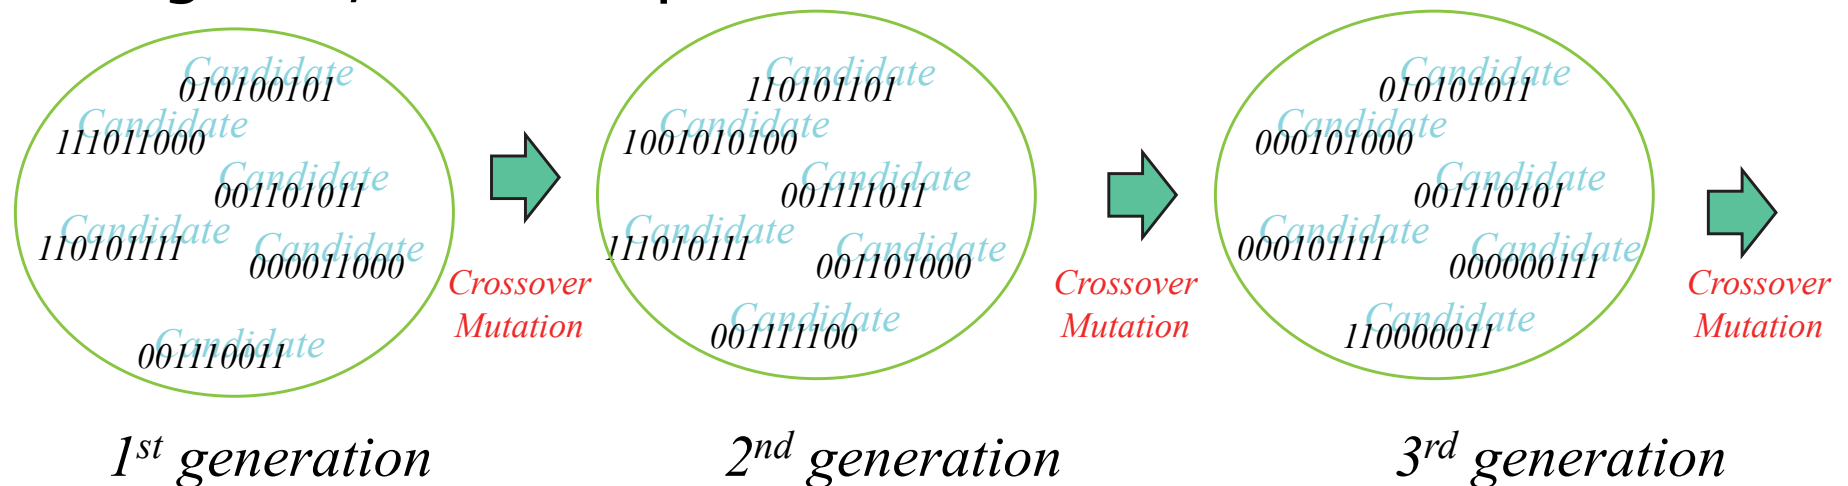 Candidate
010100101
Candidate
111011000
Candidate
001101011
Candidate
110101111
Candidate
000011000
Candidate
001110011
1st generation
Crossover
Mutation
Candidate
110101101
Candidate
1001010100
Candidate
001111011
Candidate
111010111
Candidate
001101000
Candidate
001111100
2nd generation
Crossover
Mutation
Candidate
010101011
Candidate
000101000
Candidate
001110101
Candidate
000101111
Candidate
000000111
Candidate
110000011
3rd generation
Crossover
Mutation